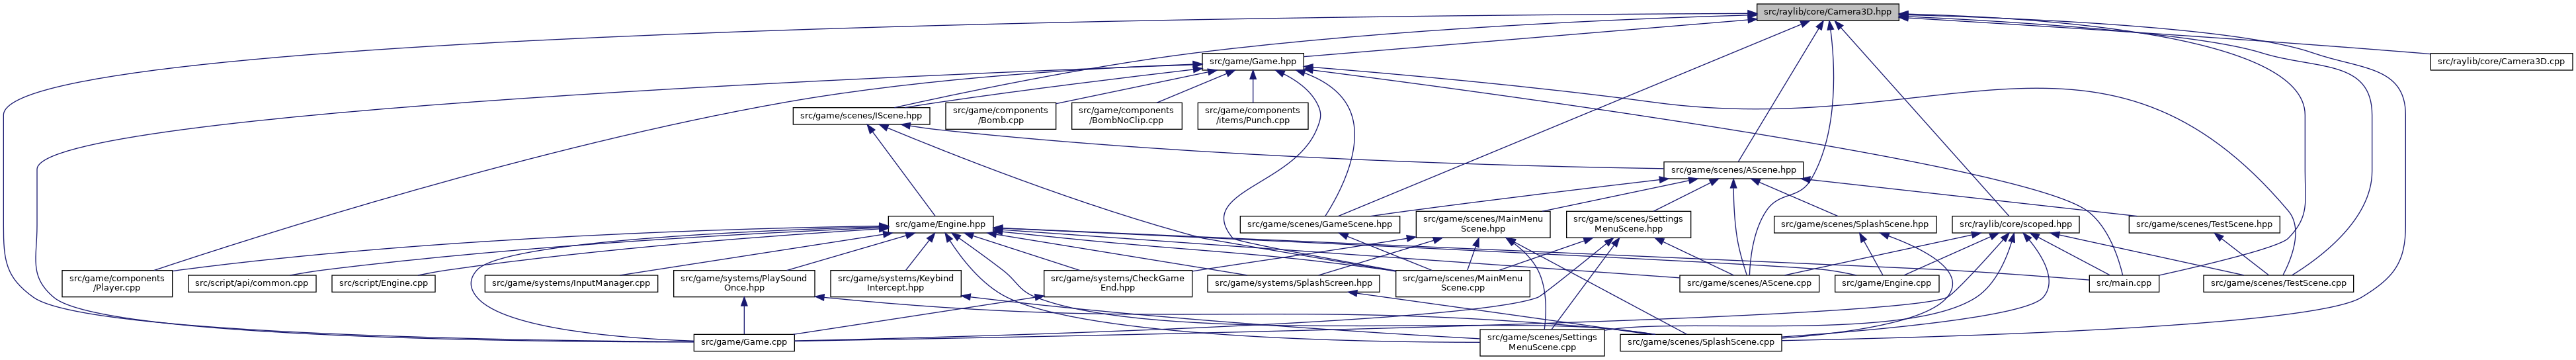 src/raylib/core/Camera3D.hpp
src/game/Game.hpp
src/raylib/core/Camera3D.cpp
src/game/scenes/IScene.hpp
src/game/components
/Bomb.cpp
src/game/components
/BombNoClip.cpp
src/game/components
/items/Punch.cpp
src/game/scenes/AScene.hpp
src/game/Engine.hpp
src/game/scenes/GameScene.hpp
src/game/scenes/MainMenu
Scene.hpp
src/game/scenes/Settings
MenuScene.hpp
src/game/scenes/SplashScene.hpp
src/raylib/core/scoped.hpp
src/game/scenes/TestScene.hpp
src/game/components
/Player.cpp
src/script/api/common.cpp
src/script/Engine.cpp
src/game/systems/InputManager.cpp
src/game/systems/PlaySound
Once.hpp
src/game/systems/Keybind
Intercept.hpp
src/game/systems/CheckGame
End.hpp
src/game/systems/SplashScreen.hpp
src/game/scenes/MainMenu
Scene.cpp
src/game/scenes/AScene.cpp
src/game/Engine.cpp
src/main.cpp
src/game/scenes/TestScene.cpp
src/game/Game.cpp
src/game/scenes/Settings
MenuScene.cpp
src/game/scenes/SplashScene.cpp